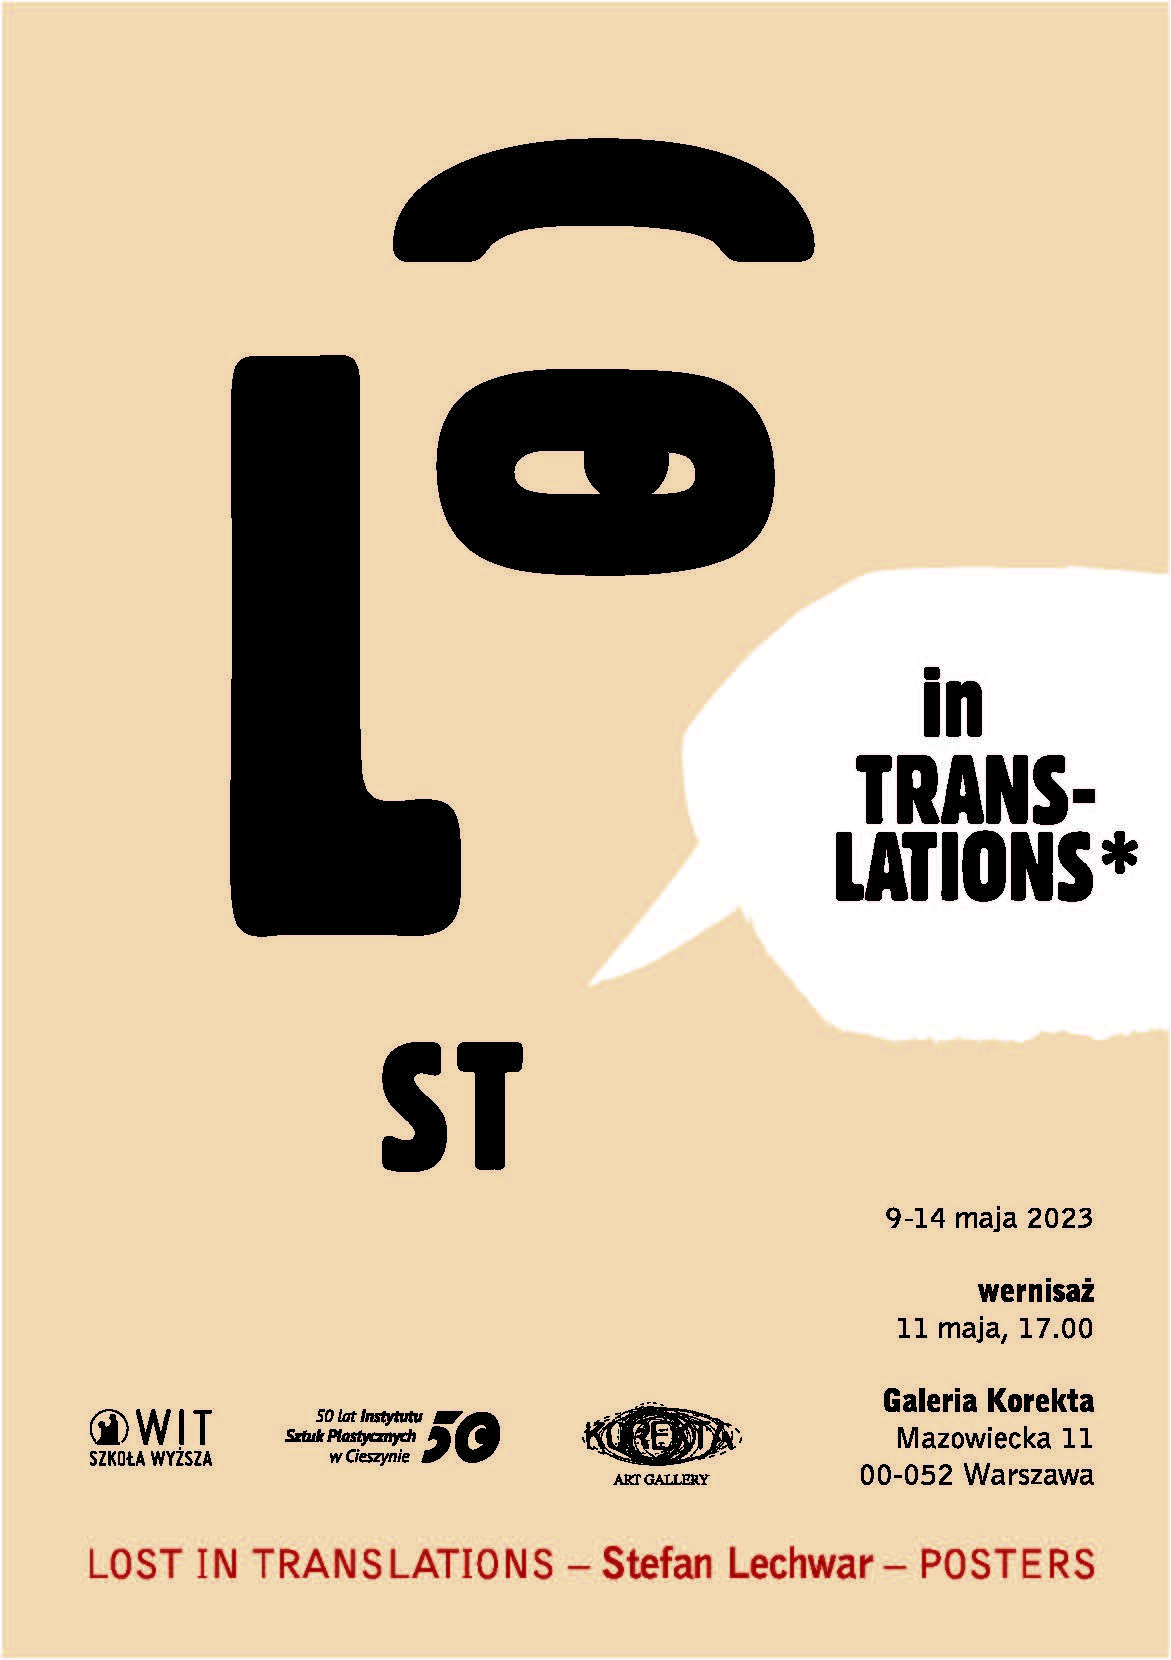 LO
ST
in
TRANS-
LATIONS*
9-14 maja 2023
wernisaż
11 maja, 17.00
Galeria Korekta
Mazowiecka 11
00-052 Warszawa
WIT
SZKOŁA WYŻSZA
50 lat Instytutu
Sztuk Plastycznych
w Cieszynie
50
KOREKTA
ART GALLERY
LOST IN TRANSLATIONS – Stefan Lechwar – POSTERS